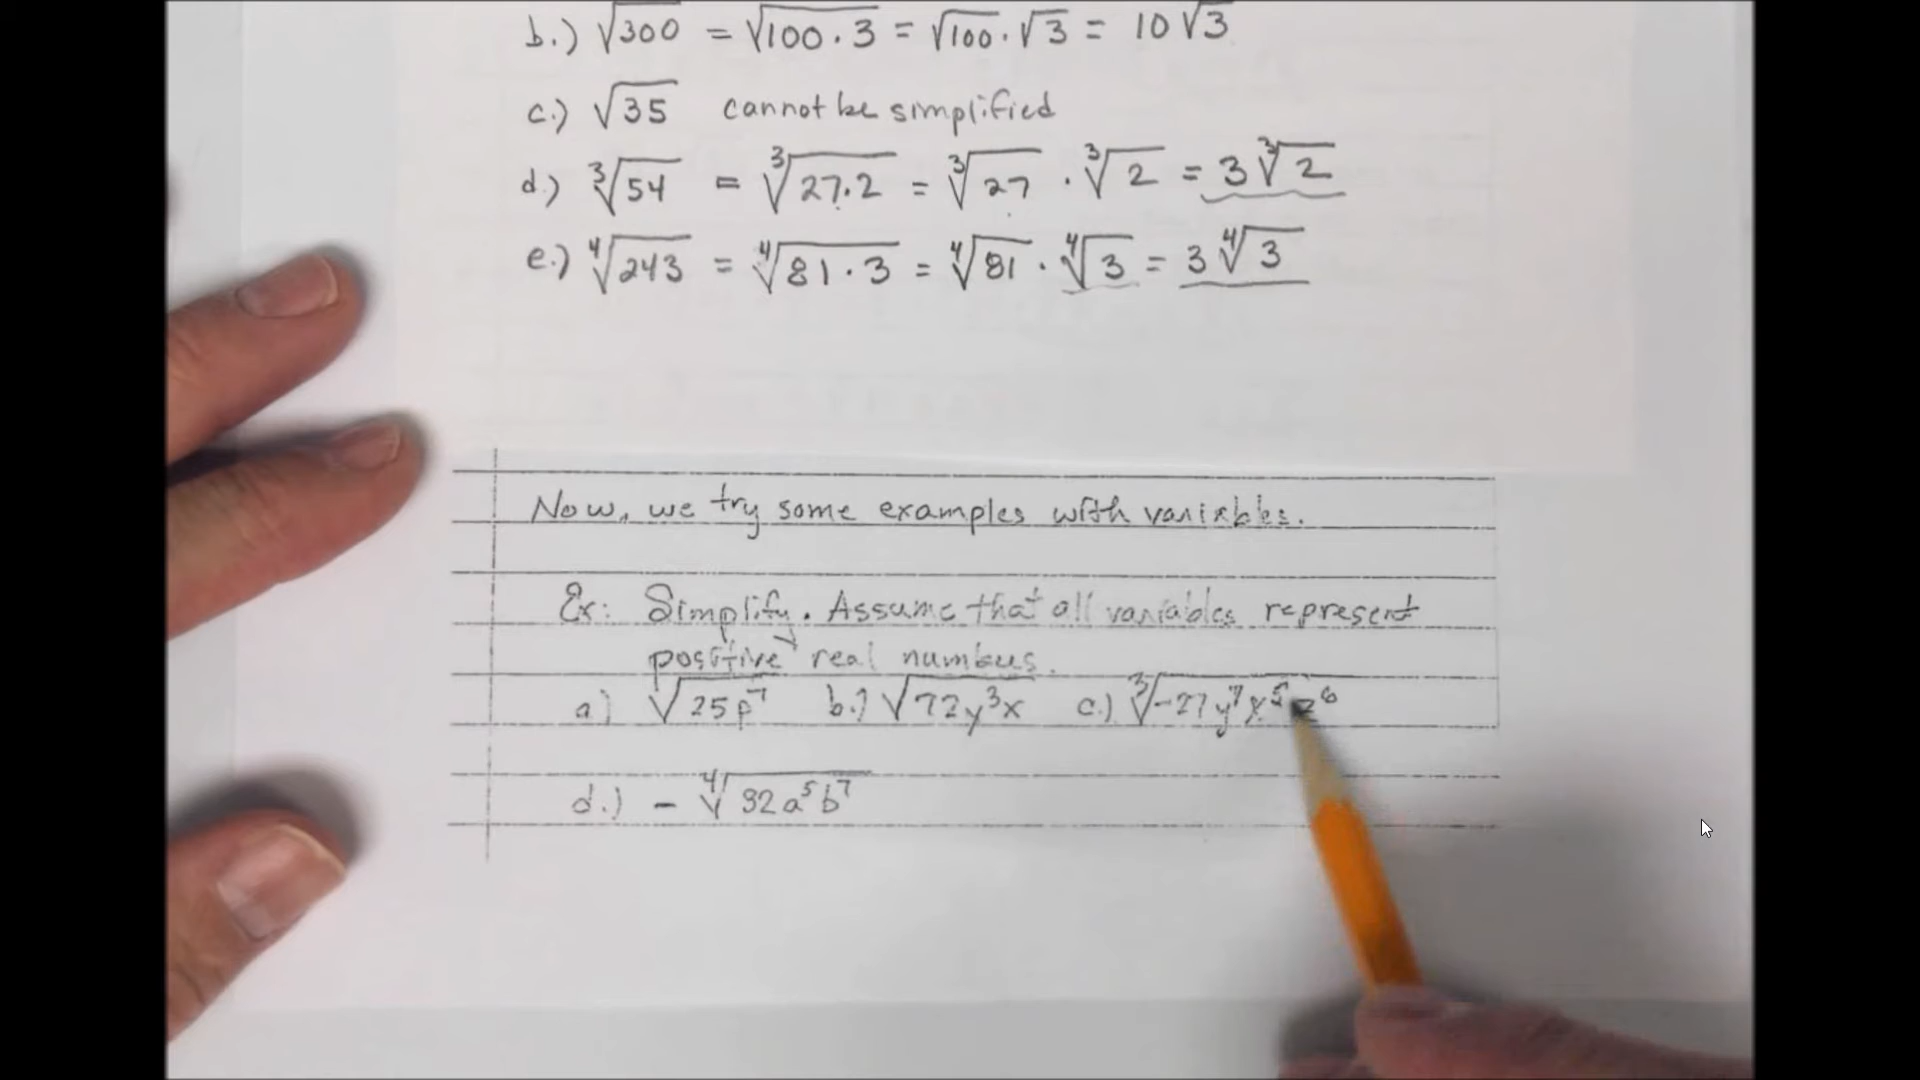 b.) √300 = √100·3 = √100·√3 = 10√3
c.) √35 cannot be simplified
d.) ∛54 = ∛27·2 = ∛27 · ∛2 = 3∛2
e.) ∜243 = ∜81·3 = ∜81 · ∜3 = 3∜3
Now, we try some examples with variables.
Ex: Simplify. Assume that all variables represent
positive real numbers.
a) √25p⁷ b.) √72y³x c.) ∛-27y⁷x⁵z⁶
d.) - ∜32a⁵b⁷